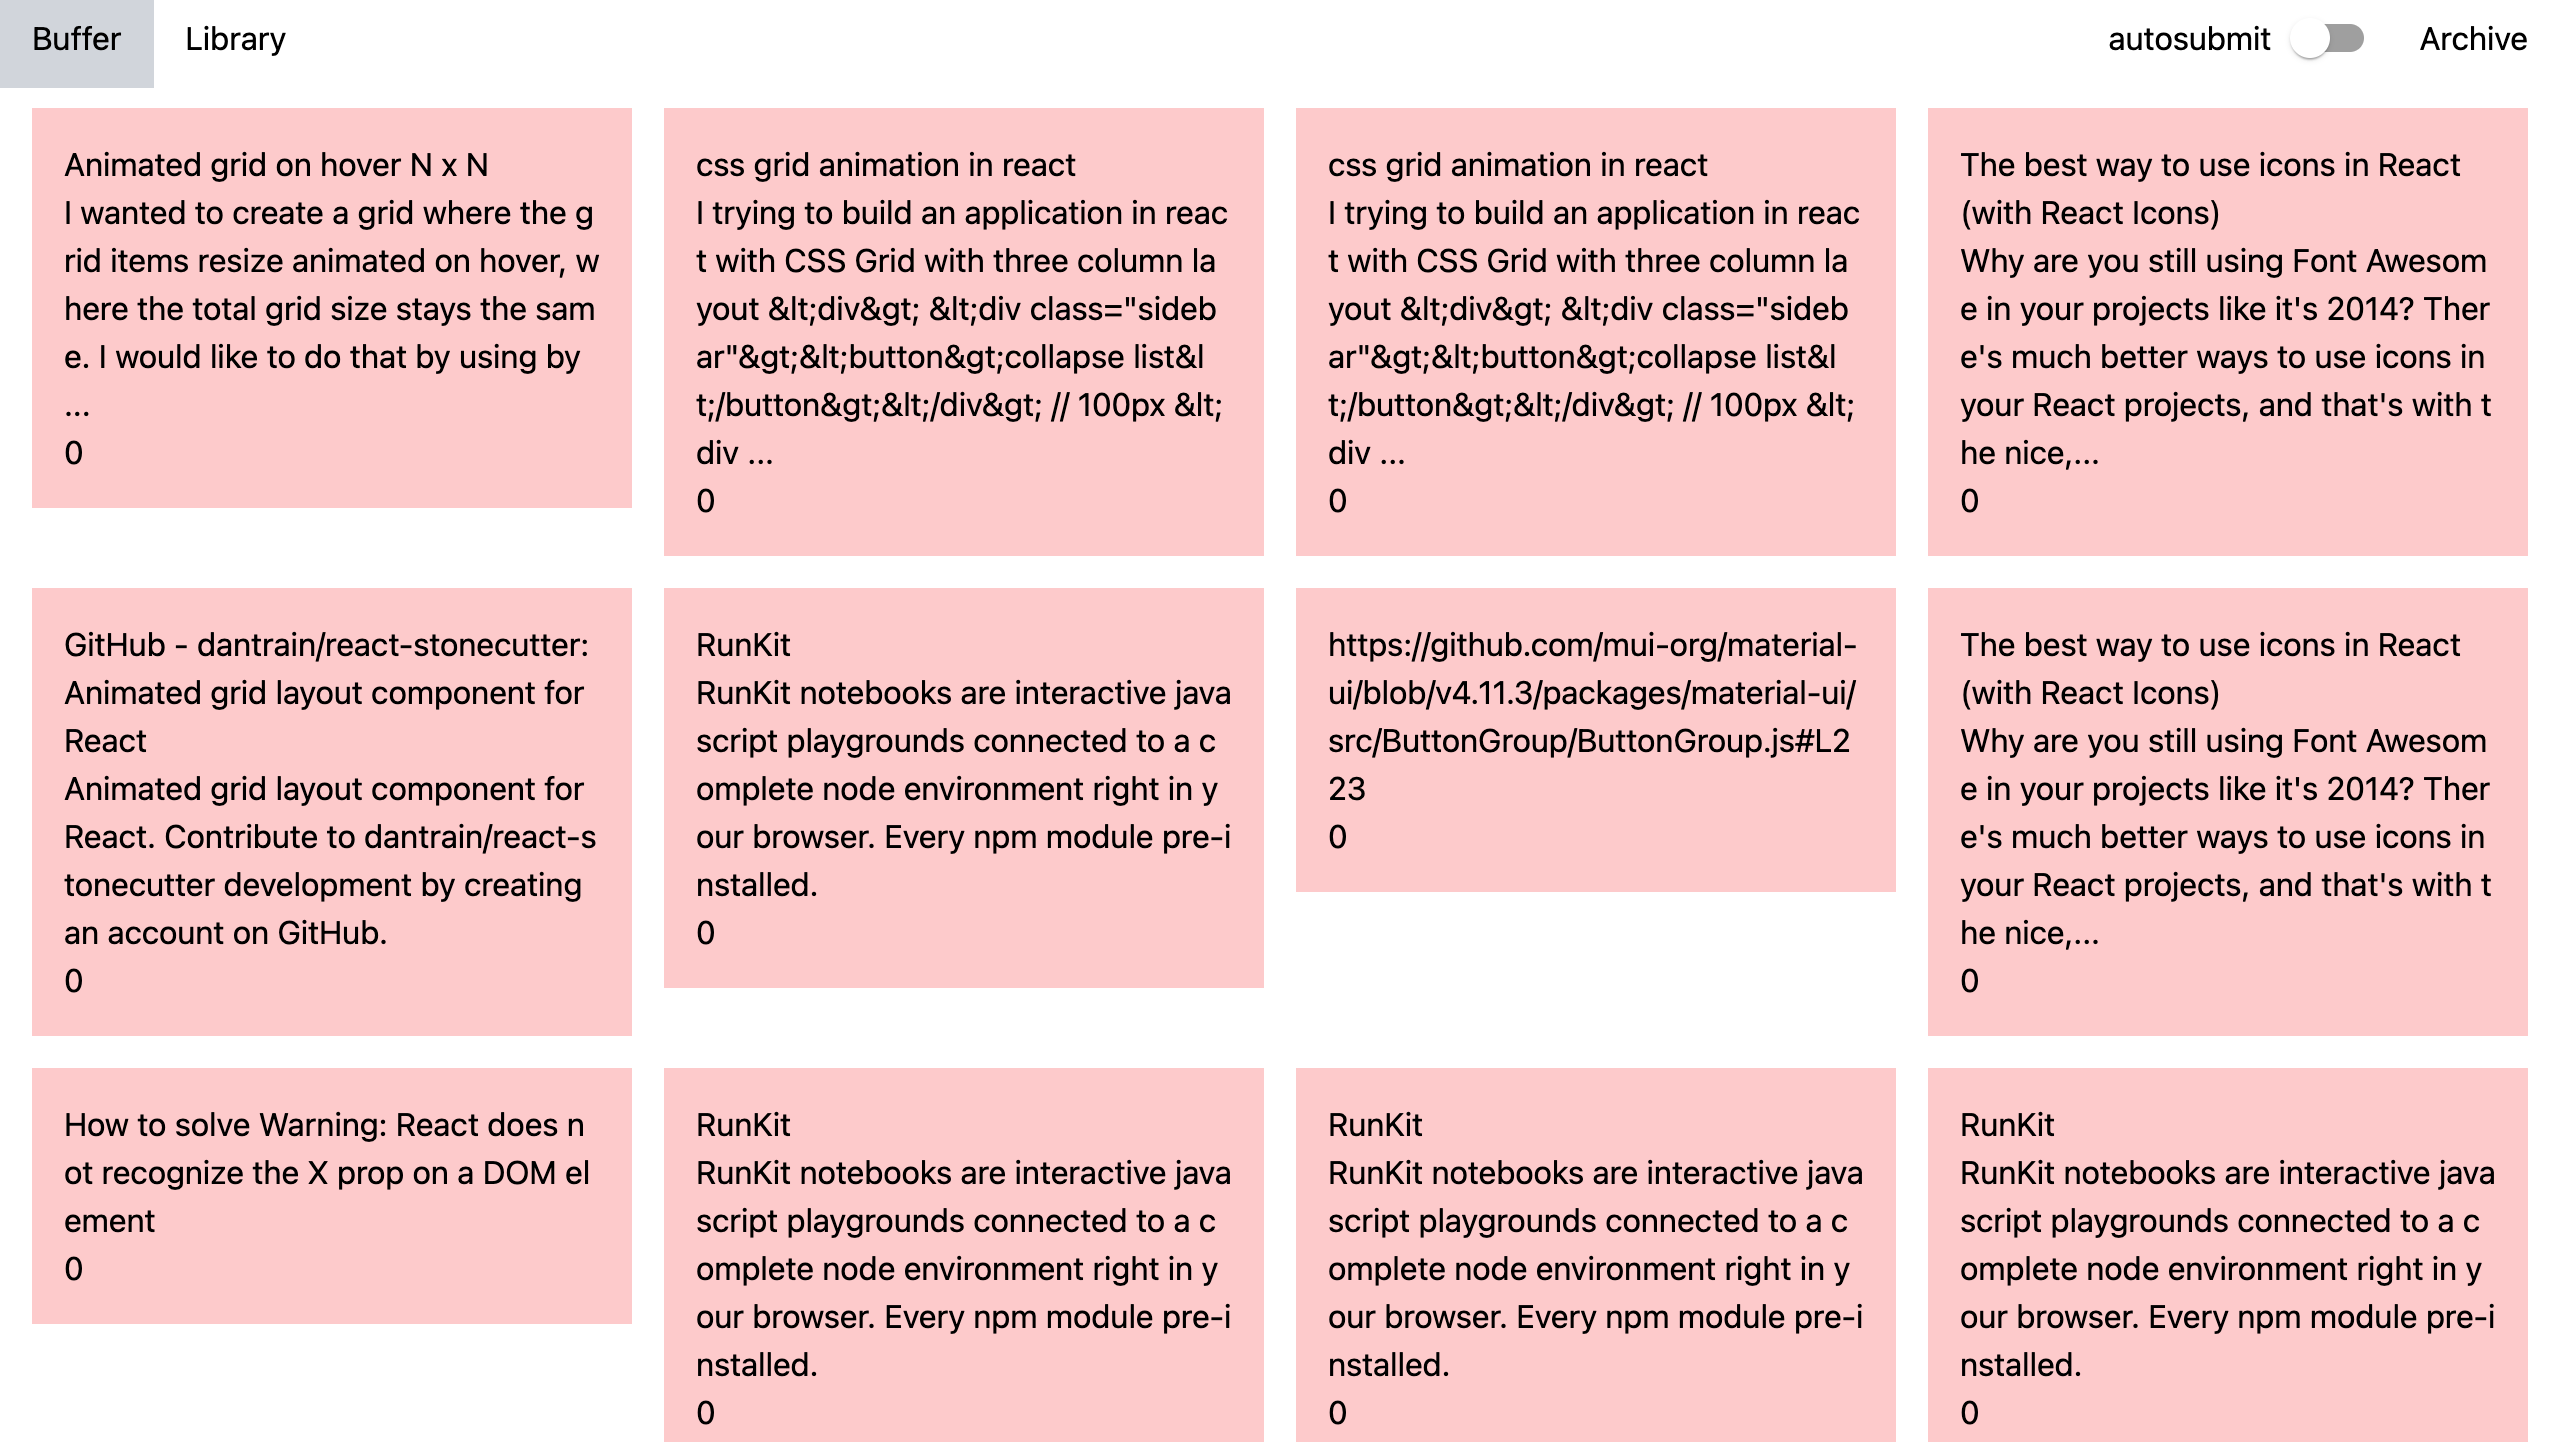 Buffer
Library
autosubmit
Archive
Animated grid on hover N x N
I wanted to create a grid where the g
rid items resize animated on hover, w
here the total grid size stays the sam
e. I would like to do that by using by
...
0
css grid animation in react
I trying to build an application in reac
t with CSS Grid with three column la
yout &lt;div&gt; &lt;div class="sideb
ar"&gt;&lt;button&gt;collapse list&l
t;/button&gt;&lt;/div&gt; // 100px &lt;
div ...
0
css grid animation in react
I trying to build an application in reac
t with CSS Grid with three column la
yout &lt;div&gt; &lt;div class="sideb
ar"&gt;&lt;button&gt;collapse list&l
t;/button&gt;&lt;/div&gt; // 100px &lt;
div ...
0
The best way to use icons in React
(with React Icons)
Why are you still using Font Awesom
e in your projects like it's 2014? Ther
e's much better ways to use icons in
your React projects, and that's with t
he nice,...
0
GitHub - dantrain/react-stonecutter:
Animated grid layout component for
React
Animated grid layout component for
React. Contribute to dantrain/react-s
tonecutter development by creating
an account on GitHub.
0
RunKit
RunKit notebooks are interactive java
script playgrounds connected to a c
omplete node environment right in y
our browser. Every npm module pre-i
nstalled.
0
https://github.com/mui-org/material-
ui/blob/v4.11.3/packages/material-ui/
src/ButtonGroup/ButtonGroup.js#L2
23
0
The best way to use icons in React
(with React Icons)
Why are you still using Font Awesom
e in your projects like it's 2014? Ther
e's much better ways to use icons in
your React projects, and that's with t
he nice,...
0
How to solve Warning: React does n
ot recognize the X prop on a DOM el
ement
0
RunKit
RunKit notebooks are interactive java
script playgrounds connected to a c
omplete node environment right in y
our browser. Every npm module pre-i
nstalled.
0
RunKit
RunKit notebooks are interactive java
script playgrounds connected to a c
omplete node environment right in y
our browser. Every npm module pre-i
nstalled.
0
RunKit
RunKit notebooks are interactive java
script playgrounds connected to a c
omplete node environment right in y
our browser. Every npm module pre-i
nstalled.
0